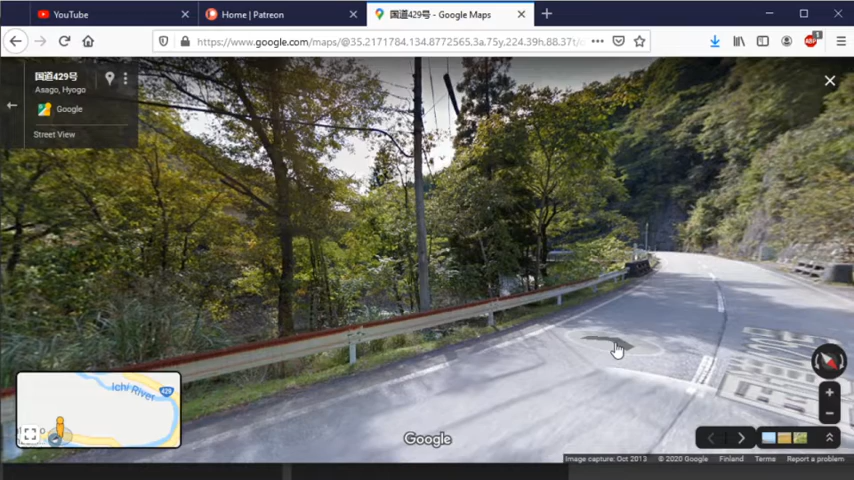 YouTube
Home | Patreon
国道429号 - Google Maps
https://www.google.com/maps/@35.2171784,134.8772565,3a,75y,224.39h,88.37t/d
ABP
1
国道429号
Asago, Hyogo
Google
Street View
Ichi River
429
Google
Image capture: Oct 2013 © 2020 Google Finland Terms Report a problem